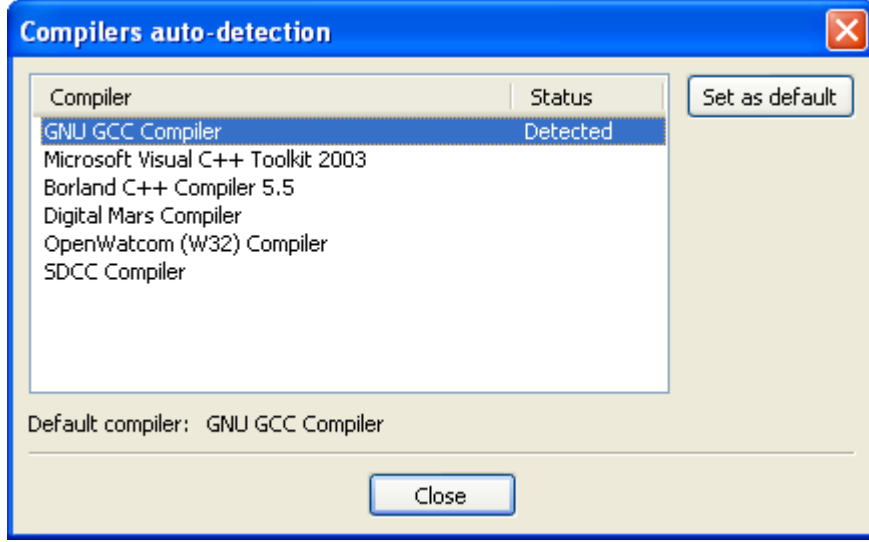 Compilers auto-detection
Compiler Status Set as default
GNU GCC Compiler Detected
Microsoft Visual C++ Toolkit 2003
Borland C++ Compiler 5.5
Digital Mars Compiler
OpenWatcom (W32) Compiler
SDCC Compiler
Default compiler: GNU GCC Compiler
Close